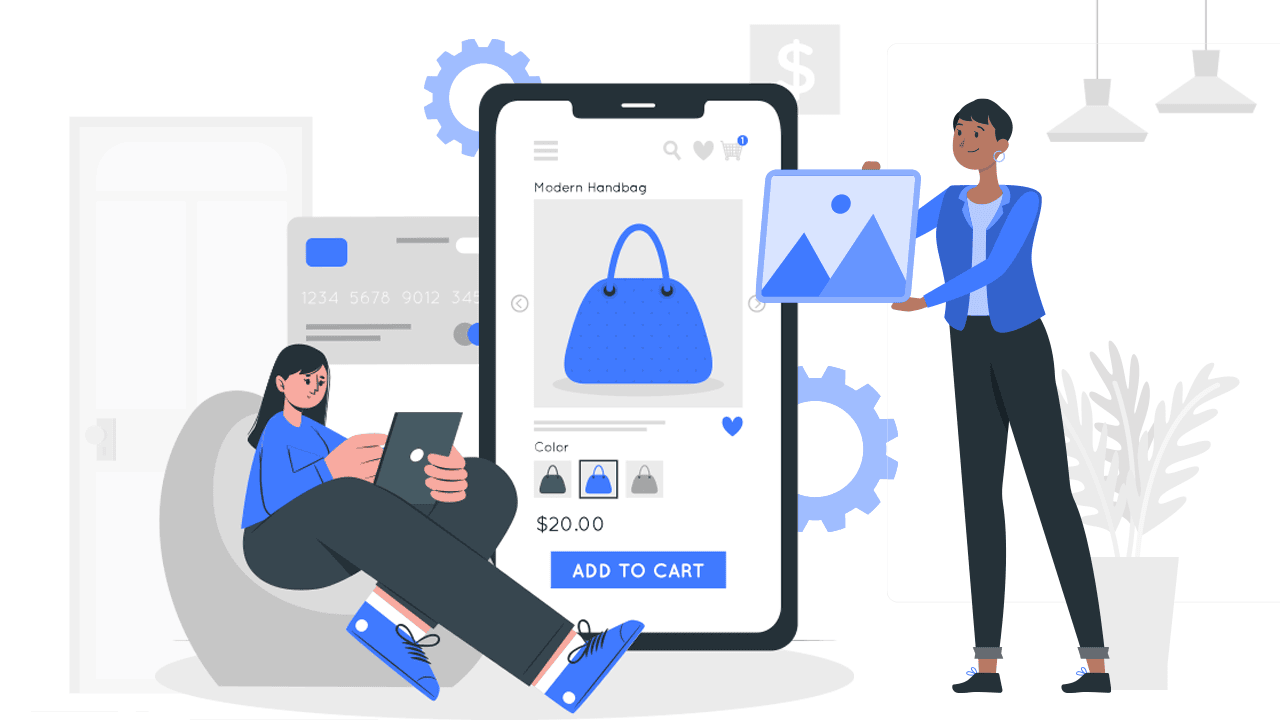 $
1
Modern Handbag
1234 5678 9012 345
Color
$20.00
ADD TO CART